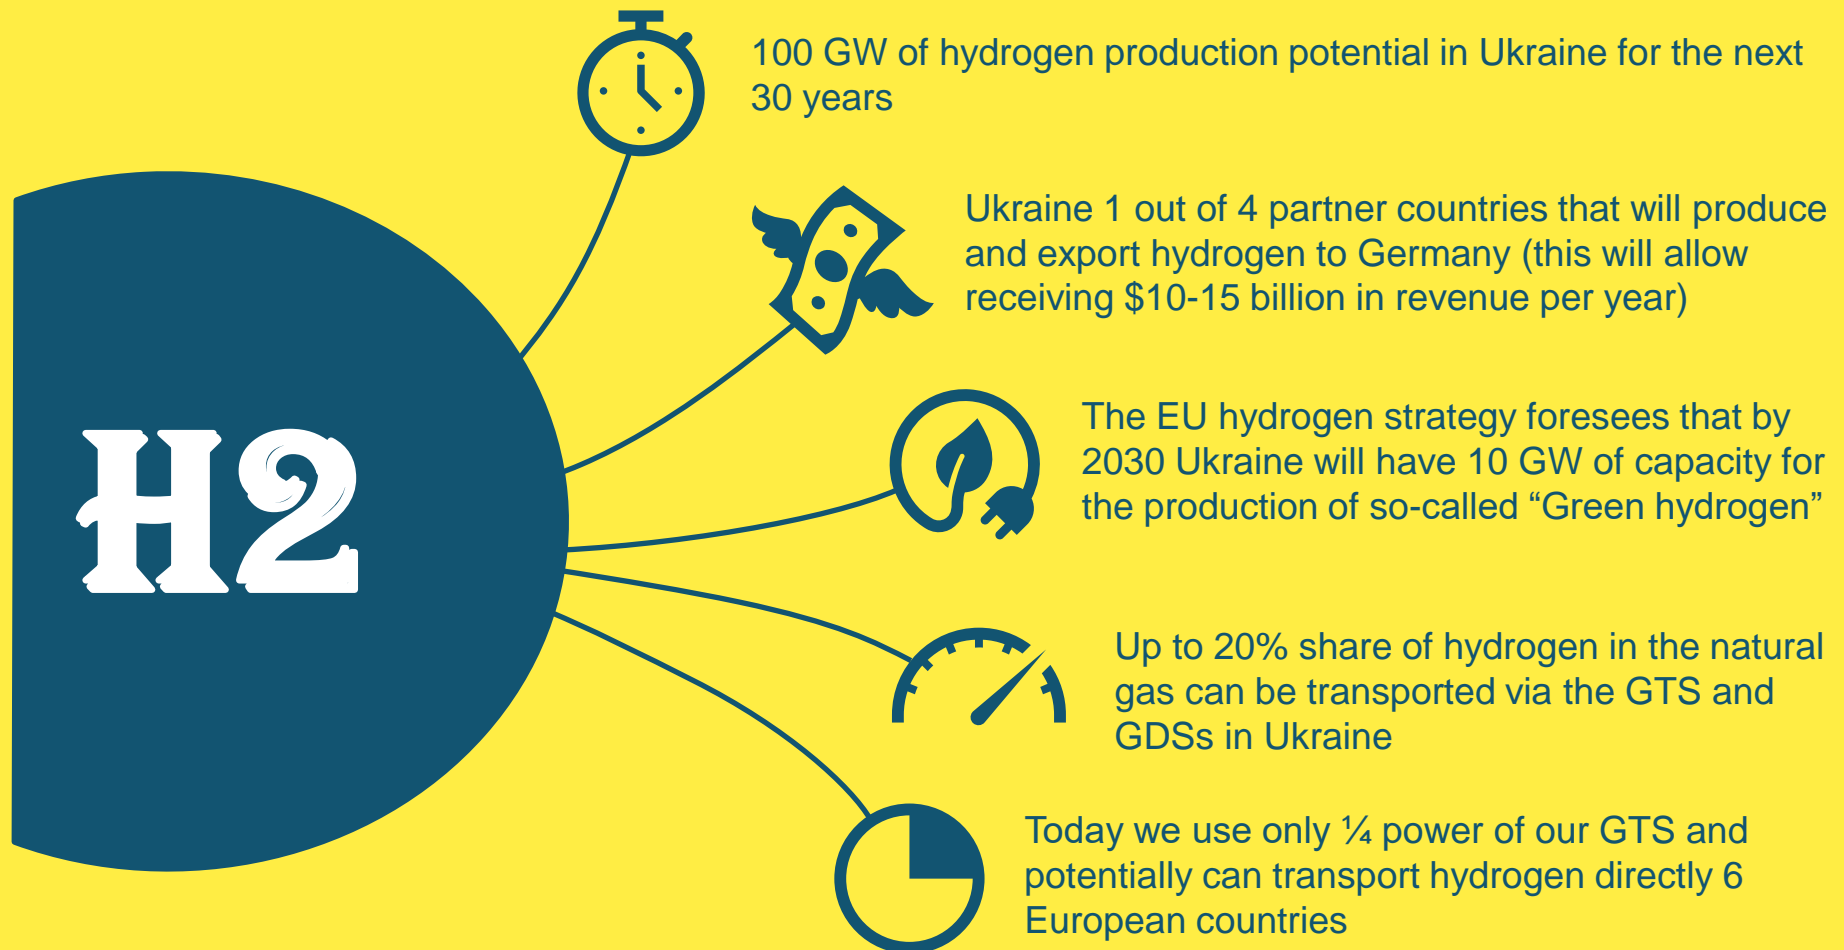 100 GW of hydrogen production potential in Ukraine for the next
30 years
Ukraine 1 out of 4 partner countries that will produce
and export hydrogen to Germany (this will allow
receiving $10-15 billion in revenue per year)
H2
The EU hydrogen strategy foresees that by
2030 Ukraine will have 10 GW of capacity for
the production of so-called “Green hydrogen”
Up to 20% share of hydrogen in the natural
gas can be transported via the GTS and
GDSs in Ukraine
Today we use only ¼ power of our GTS and
potentially can transport hydrogen directly 6
European countries